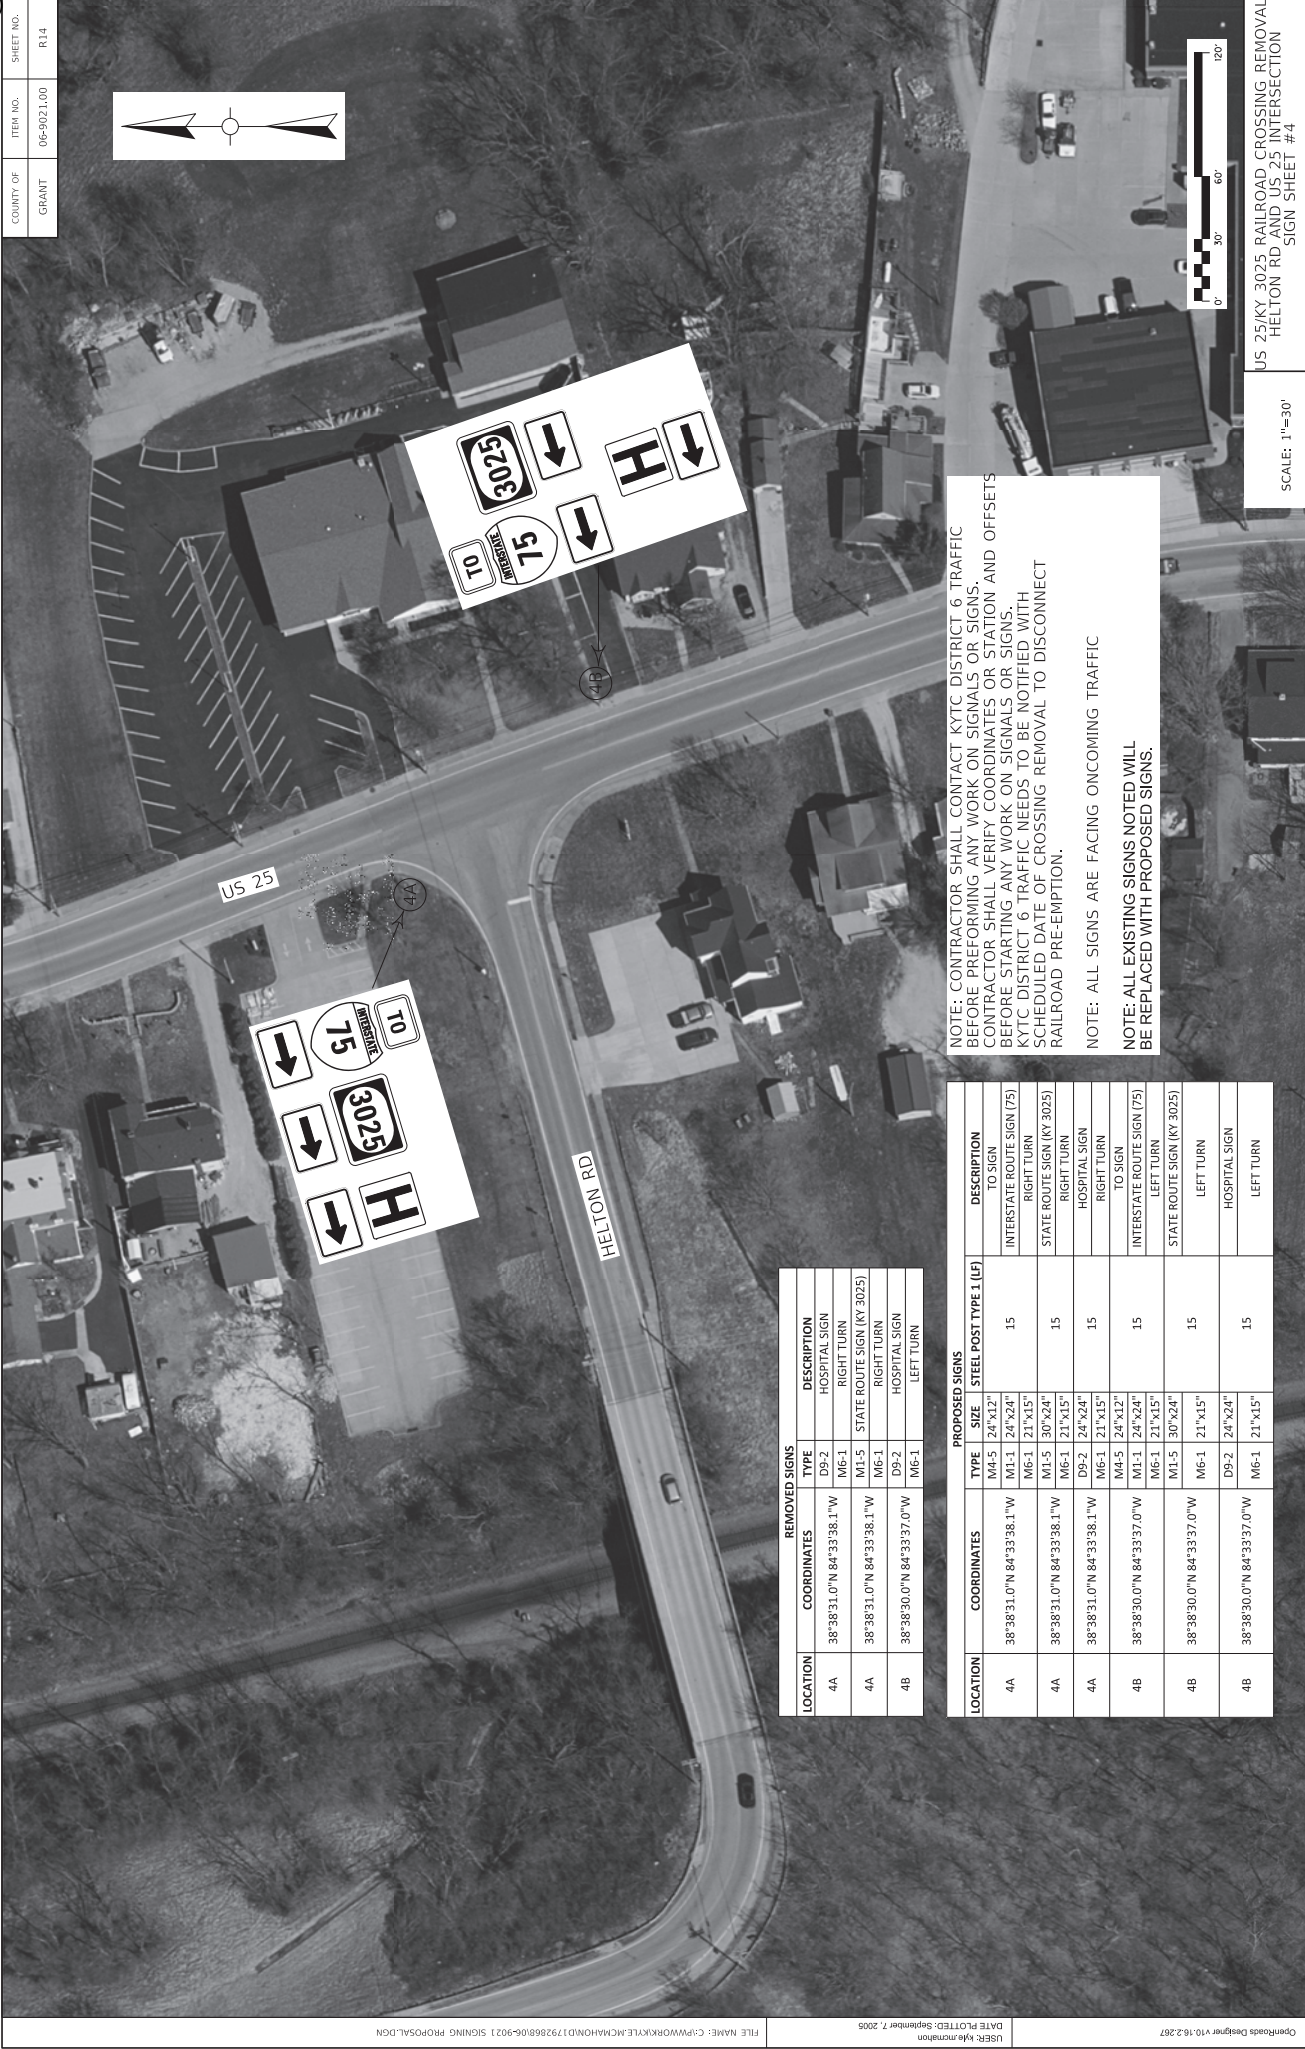 COUNTY OF ITEM NO. SHEET NO.
GRANT 06-9021.00 R14
US 25
HELTON RD
4A
TO
INTERSTATE
75
3025
H
4B
TO
INTERSTATE
75
3025
H
NOTE: CONTRACTOR SHALL CONTACT KYTC DISTRICT 6 TRAFFIC
BEFORE PREFORMING ANY WORK ON SIGNALS OR SIGNS.
CONTRACTOR SHALL VERIFY COORDINATES OR STATION AND OFFSETS
BEFORE STARTING ANY WORK ON SIGNALS OR SIGNS.
KYTC DISTRICT 6 TRAFFIC NEEDS TO BE NOTIFIED WITH
SCHEDULED DATE OF CROSSING REMOVAL TO DISCONNECT
RAILROAD PRE-EMPTION.
NOTE: ALL SIGNS ARE FACING ONCOMING TRAFFIC
NOTE: ALL EXISTING SIGNS NOTED WILL
BE REPLACED WITH PROPOSED SIGNS.
REMOVED SIGNS
LOCATION COORDINATES TYPE DESCRIPTION
4A 38°38'31.0"N 84°33'38.1"W D9-2 HOSPITAL SIGN
M6-1 RIGHT TURN
4A 38°38'31.0"N 84°33'38.1"W M1-5 STATE ROUTE SIGN (KY 3025)
M6-1 RIGHT TURN
4B 38°38'30.0"N 84°33'37.0"W D9-2 HOSPITAL SIGN
M6-1 LEFT TURN
PROPOSED SIGNS
LOCATION COORDINATES TYPE SIZE STEEL POST TYPE 1 (LF) DESCRIPTION
4A 38°38'31.0"N 84°33'38.1"W M4-5 24"x12" 15 TO SIGN
M1-1 24"x24" INTERSTATE ROUTE SIGN (75)
M6-1 21"x15" RIGHT TURN
4A 38°38'31.0"N 84°33'38.1"W M1-5 30"x24" 15 STATE ROUTE SIGN (KY 3025)
M6-1 21"x15" RIGHT TURN
4A 38°38'31.0"N 84°33'38.1"W D9-2 24"x24" 15 HOSPITAL SIGN
M6-1 21"x15" RIGHT TURN
4B 38°38'30.0"N 84°33'37.0"W M4-5 24"x12" 15 TO SIGN
M1-1 24"x24" INTERSTATE ROUTE SIGN (75)
M6-1 21"x15" LEFT TURN
4B 38°38'30.0"N 84°33'37.0"W M1-5 30"x24" 15 STATE ROUTE SIGN (KY 3025)
M6-1 21"x15" LEFT TURN
4B 38°38'30.0"N 84°33'37.0"W D9-2 24"x24" 15 HOSPITAL SIGN
M6-1 21"x15" LEFT TURN
0' 30' 60' 120'
SCALE: 1"=30'
US 25/KY 3025 RAILROAD CROSSING REMOVAL
HELTON RD AND US 25 INTERSECTION
SIGN SHEET #4
FILE NAME: C:\PWWORK\KYLE.MCMAHON\D1792868\06-9021 SIGNING PROPOSAL.DGN
USER: kyle.mcmahon
DATE PLOTTED: September 7, 2005
OpenRoads Designer v10.16.2.267